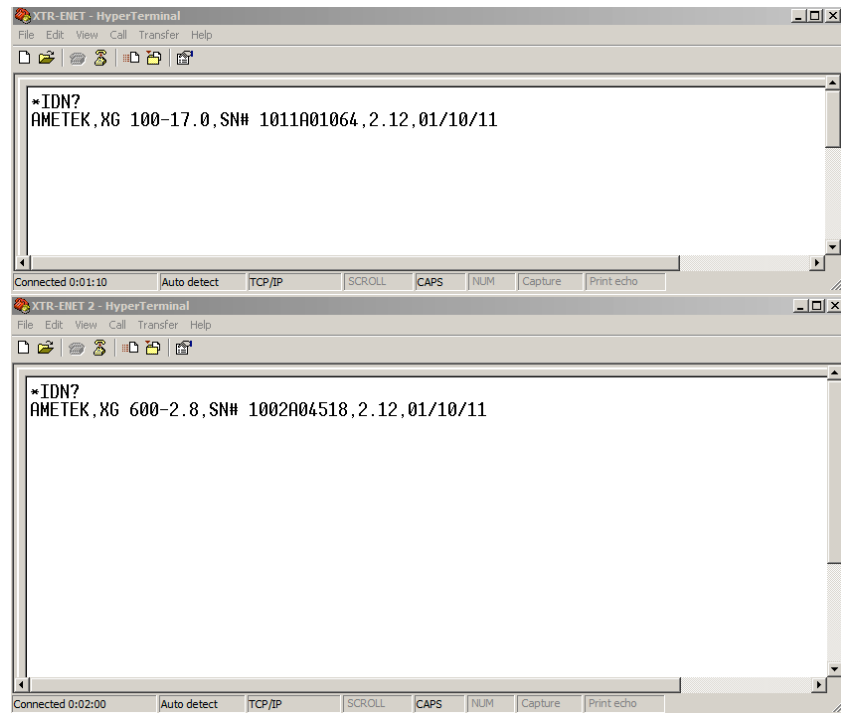 XTR-ENET - HyperTerminal
File Edit View Call Transfer Help
*IDN?
AMETEK,XG 100-17.0,SN# 1011A01064,2.12,01/10/11
Connected 0:01:10 Auto detect TCP/IP SCROLL CAPS NUM Capture Print echo
XTR-ENET 2 - HyperTerminal
File Edit View Call Transfer Help
*IDN?
AMETEK,XG 600-2.8,SN# 1002A04518,2.12,01/10/11
Connected 0:02:00 Auto detect TCP/IP SCROLL CAPS NUM Capture Print echo